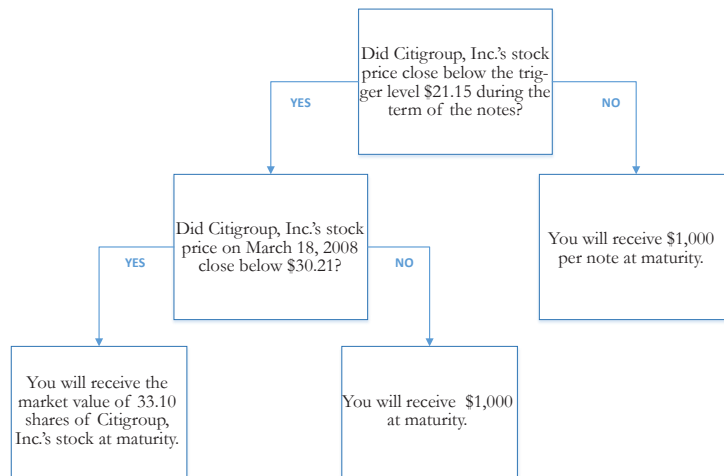 Did Citigroup, Inc.'s stock
price close below the trig-
ger level $21.15 during the
term of the notes?
YES
NO
Did Citigroup, Inc.'s stock
price on March 18, 2008
close below $30.21?
You will receive $1,000
per note at maturity.
YES
NO
You will receive the
market value of 33.10
shares of Citigroup,
Inc.'s stock at maturity.
You will receive $1,000
at maturity.